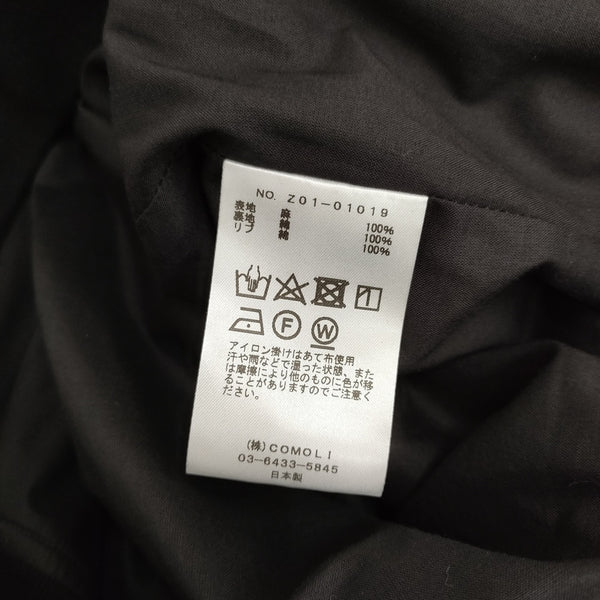 NO. Z01-01019
表地 麻 100%
裏地 綿 100%
リブ 綿 100%
F W
アイロン掛けはあて布使用
汗や雨などで湿った状態、また
は摩擦により他のものに色が移
ることがありますのでご注意く
ださい。
(株)COMOLI
03-6433-5845
日本製